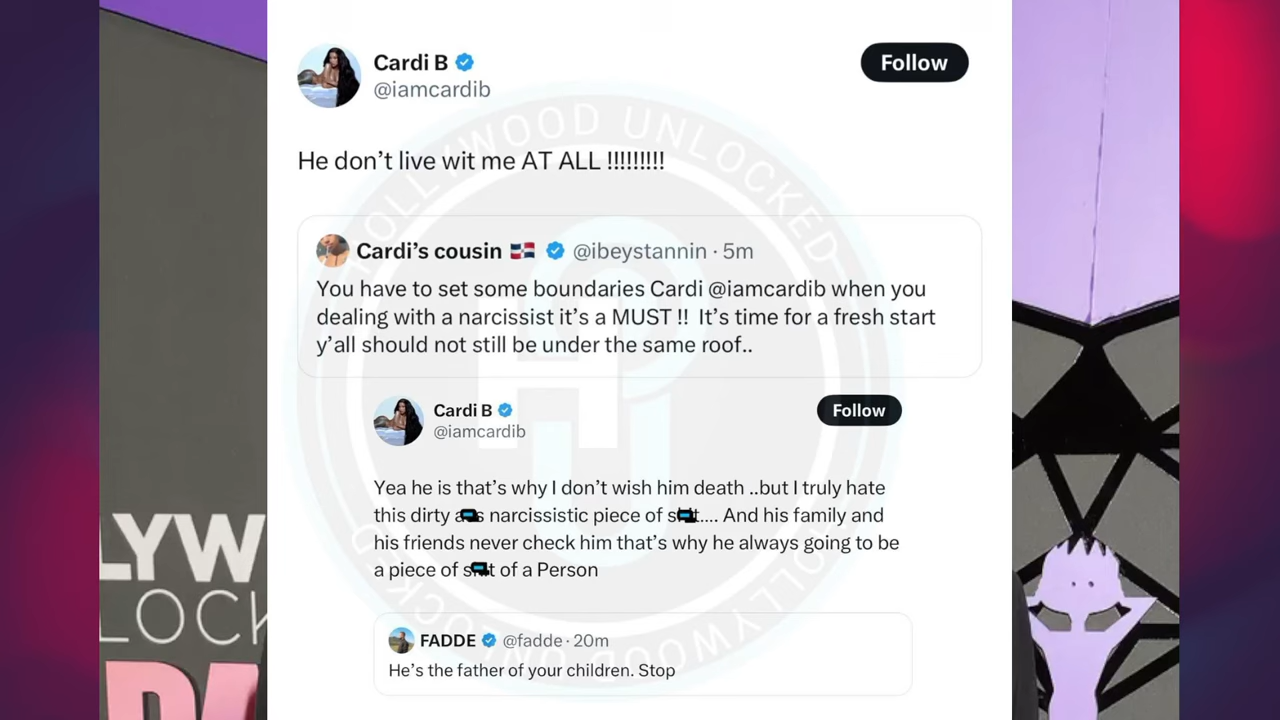 Cardi B
@iamcardib
Follow
He don’t live wit me AT ALL !!!!!!!!!
Cardi’s cousin 🇩🇴 @ibeystannin · 5m
You have to set some boundaries Cardi @iamcardib when you
dealing with a narcissist it’s a MUST !! It’s time for a fresh start
y’all should not still be under the same roof..
Cardi B
@iamcardib
Follow
Yea he is that’s why I don’t wish him death ..but I truly hate
this dirty a s narcissistic piece of s t.... And his family and
his friends never check him that’s why he always going to be
a piece of s t of a Person
FADDE @fadde · 20m
He’s the father of your children. Stop
HOLLYWOOD UNLOCKED
HOLLYWOOD UNLOCKED
LYW
LOCK